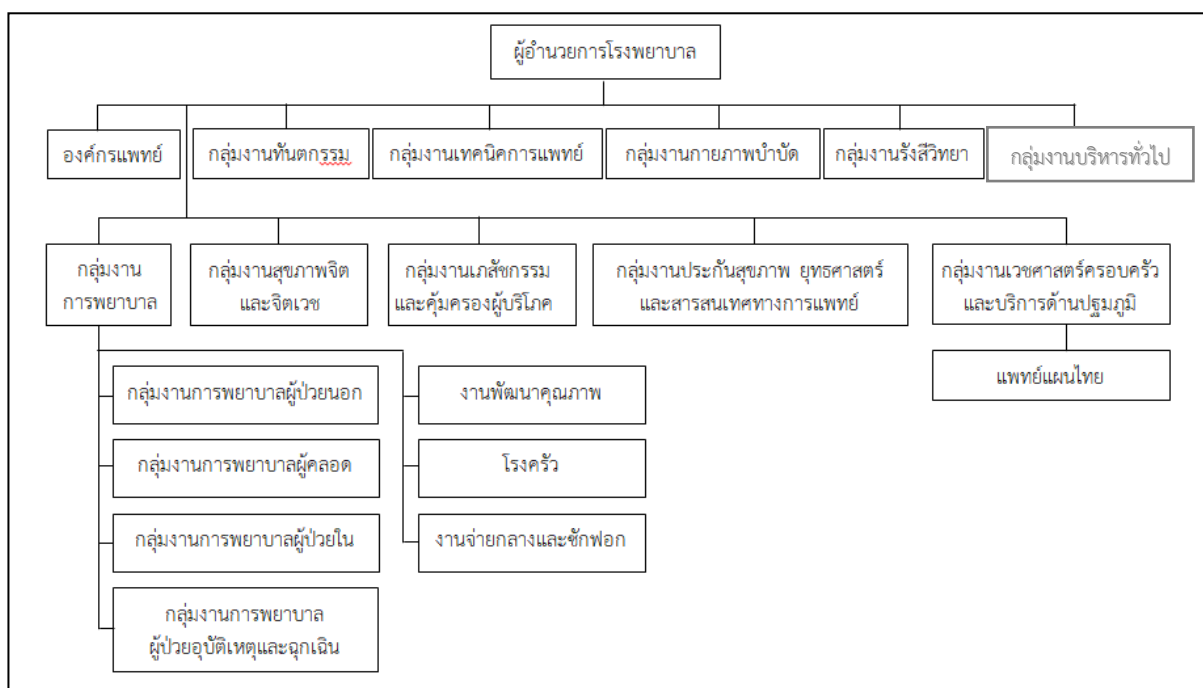 ผู้อำนวยการโรงพยาบาล
องค์กรแพทย์
กลุ่มงานทันตกรรม
กลุ่มงานเทคนิคการแพทย์
กลุ่มงานกายภาพบำบัด
กลุ่มงานรังสีวิทยา
กลุ่มงานบริหารทั่วไป
กลุ่มงาน
การพยาบาล
กลุ่มงานสุขภาพจิต
และจิตเวช
กลุ่มงานเภสัชกรรม
และคุ้มครองผู้บริโภค
กลุ่มงานประกันสุขภาพ ยุทธศาสตร์
และสารสนเทศทางการแพทย์
กลุ่มงานเวชศาสตร์ครอบครัว
และบริการด้านปฐมภูมิ
แพทย์แผนไทย
กลุ่มงานการพยาบาลผู้ป่วยนอก
งานพัฒนาคุณภาพ
กลุ่มงานการพยาบาลผู้คลอด
โรงครัว
กลุ่มงานการพยาบาลผู้ป่วยใน
งานจ่ายกลางและซักฟอก
กลุ่มงานการพยาบาล
ผู้ป่วยอุบัติเหตุและฉุกเฉิน